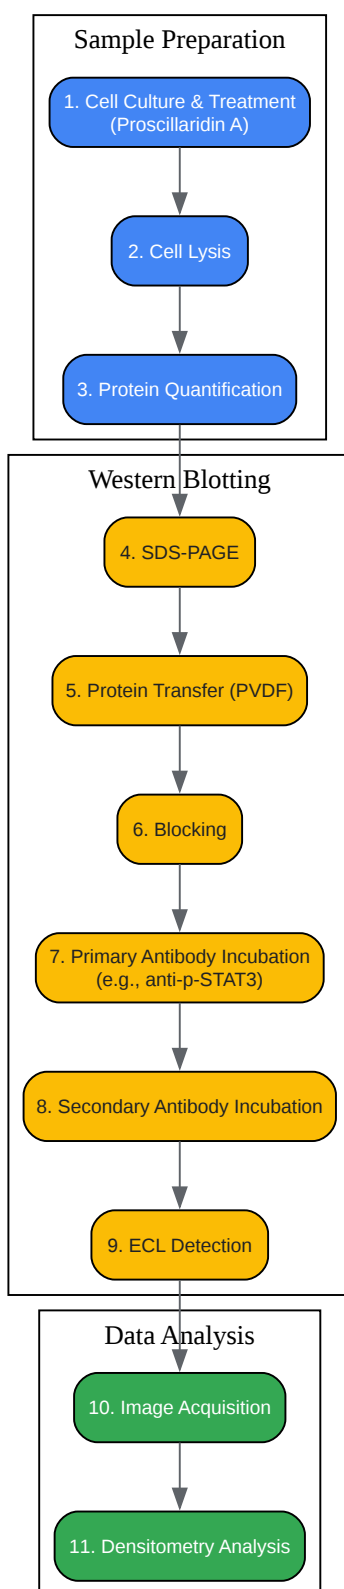 Sample Preparation
1. Cell Culture & Treatment
(Proscillaridin A)
2. Cell Lysis
3. Protein Quantification
Western Blotting
4. SDS-PAGE
5. Protein Transfer (PVDF)
6. Blocking
7. Primary Antibody Incubation
(e.g., anti-p-STAT3)
8. Secondary Antibody Incubation
9. ECL Detection
Data Analysis
10. Image Acquisition
11. Densitometry Analysis